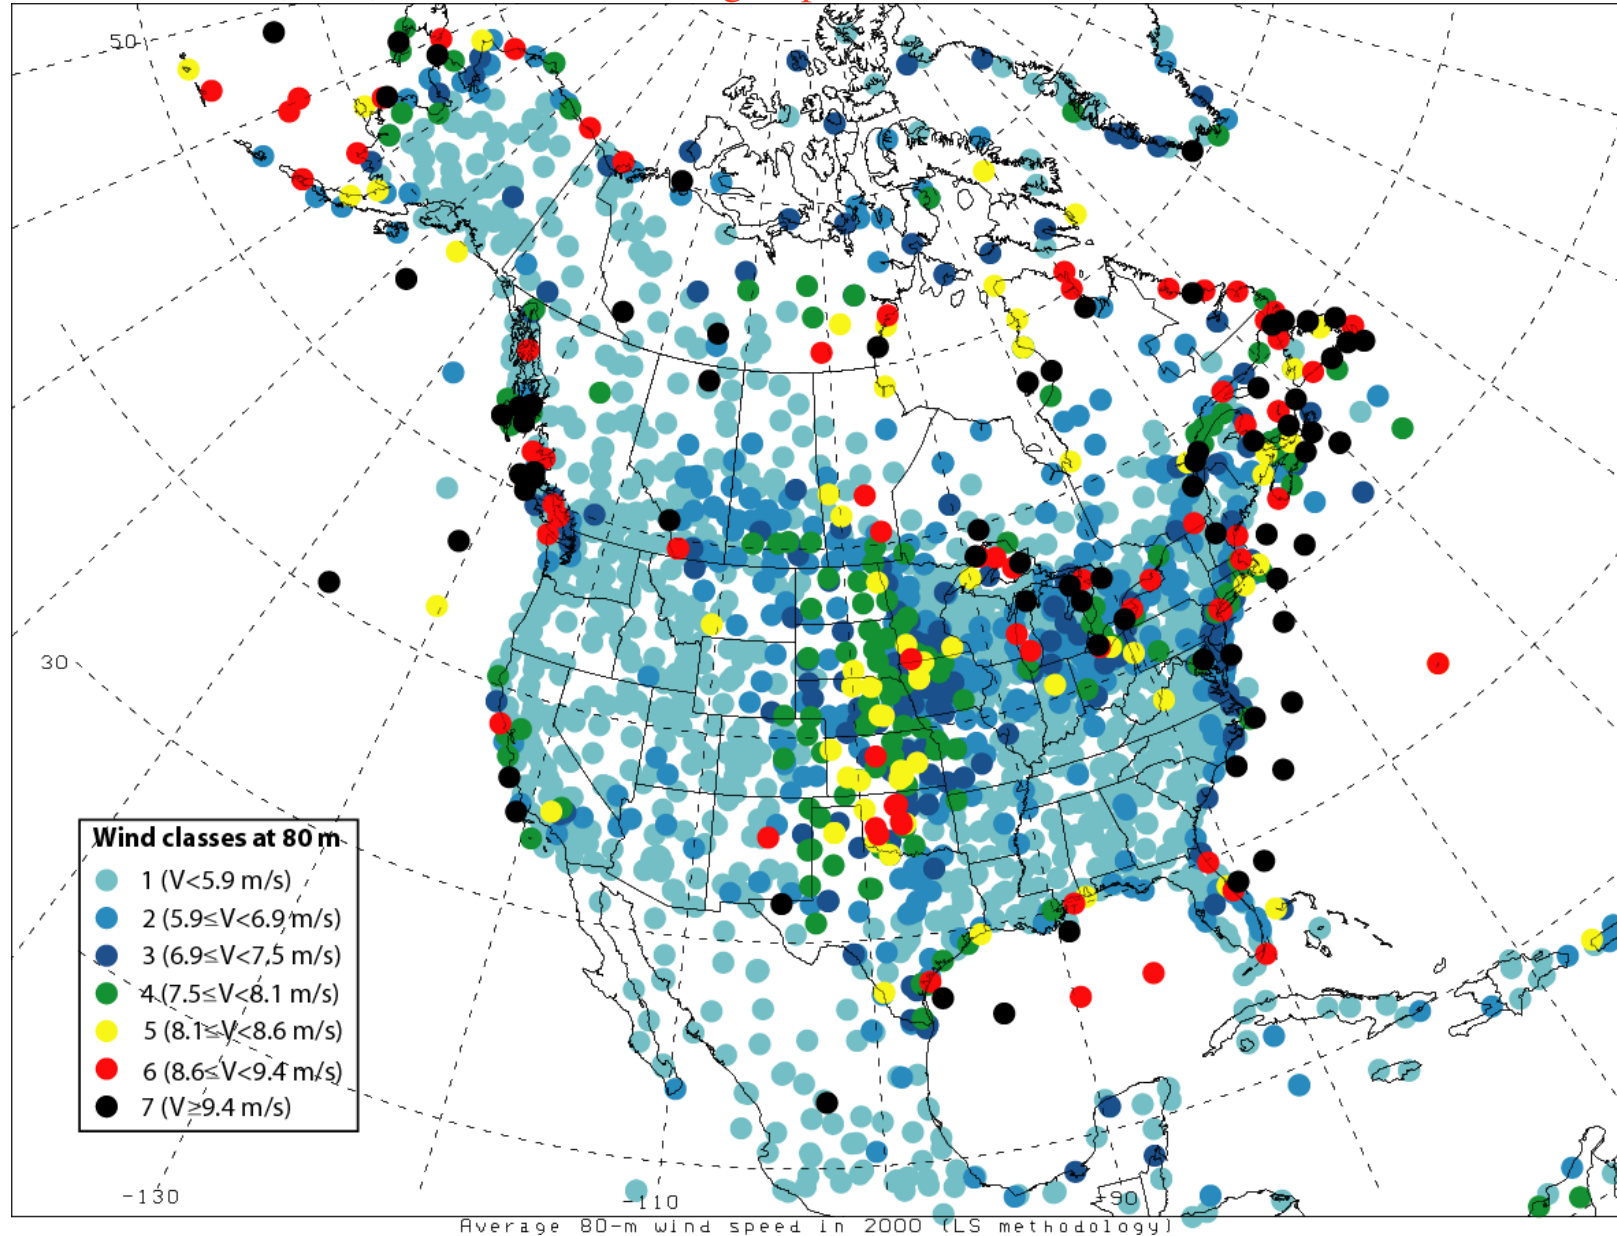 50
30
Wind classes at 80 m
1 (V<5.9 m/s)
2 (5.9≤V<6.9 m/s)
3 (6.9≤V<7.5 m/s)
4 (7.5≤V<8.1 m/s)
5 (8.1≤V<8.6 m/s)
6 (8.6≤V<9.4 m/s)
7 (V≥9.4 m/s)
-130
-110
-90
Average 80-m wind speed in 2000 (LS methodology)